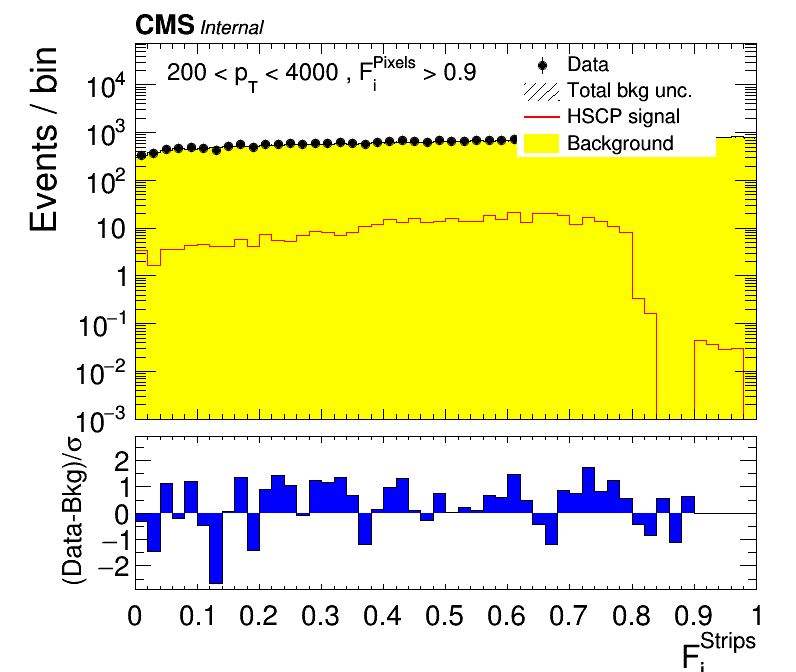 CMS Internal
200 < p_T < 4000 , F_i^Pixels > 0.9
Data
Total bkg unc.
HSCP signal
Background
Events / bin
10^4
10^3
10^2
10
1
10^−1
10^−2
10^−3
(Data-Bkg)/σ
2
1
0
−1
−2
0 0.1 0.2 0.3 0.4 0.5 0.6 0.7 0.8 0.9 1
F_i^Strips